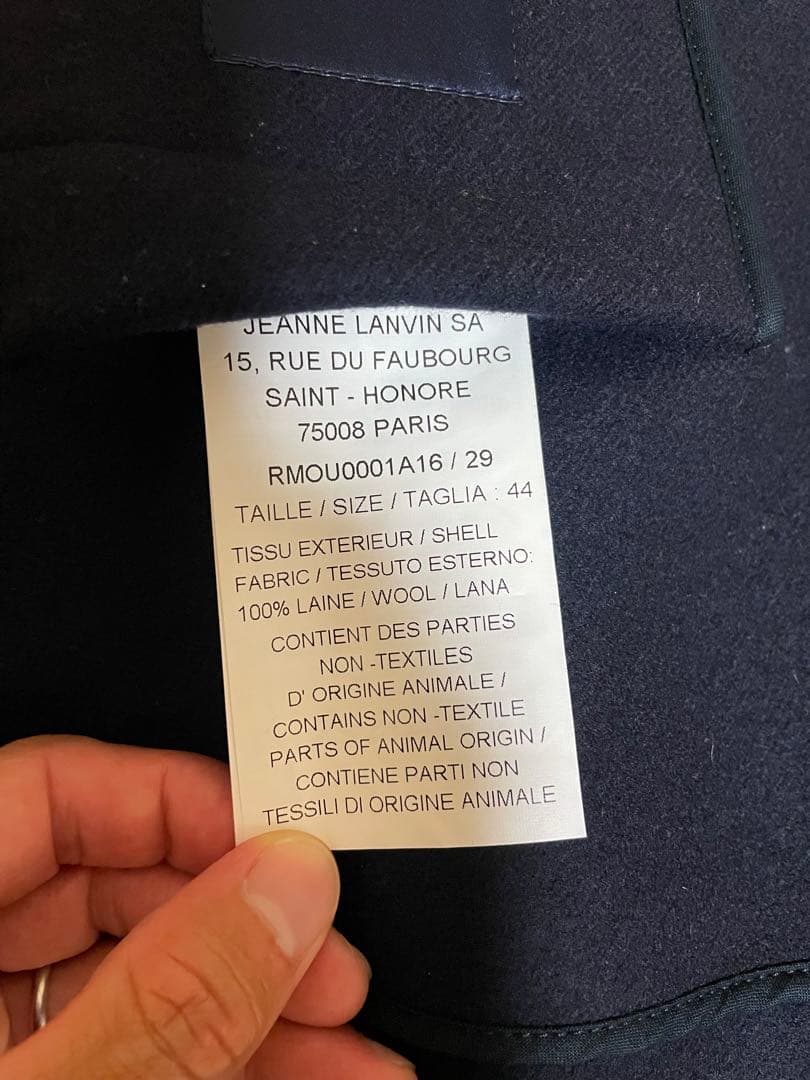 JEANNE LANVIN SA
15, RUE DU FAUBOURG
SAINT - HONORE
75008 PARIS
RMOU0001A16 / 29
TAILLE / SIZE / TAGLIA : 44
TISSU EXTERIEUR / SHELL
FABRIC / TESSUTO ESTERNO:
100% LAINE / WOOL / LANA
CONTIENT DES PARTIES
NON -TEXTILES
D' ORIGINE ANIMALE /
CONTAINS NON -TEXTILE
PARTS OF ANIMAL ORIGIN /
CONTIENE PARTI NON
TESSILI DI ORIGINE ANIMALE